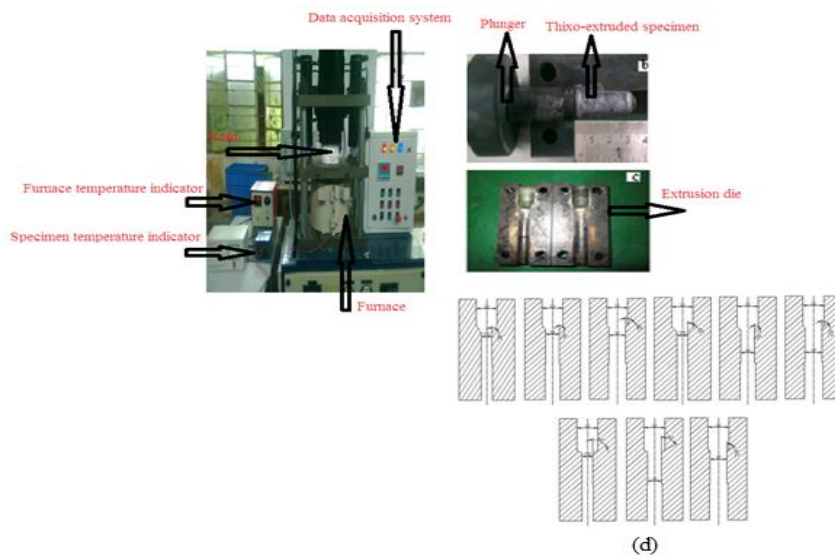 Data acquisition system
Plunger
Thixo-extruded specimen
b
Furnace temperature indicator
Specimen temperature indicator
Furnace
c
Extrusion die
(d)